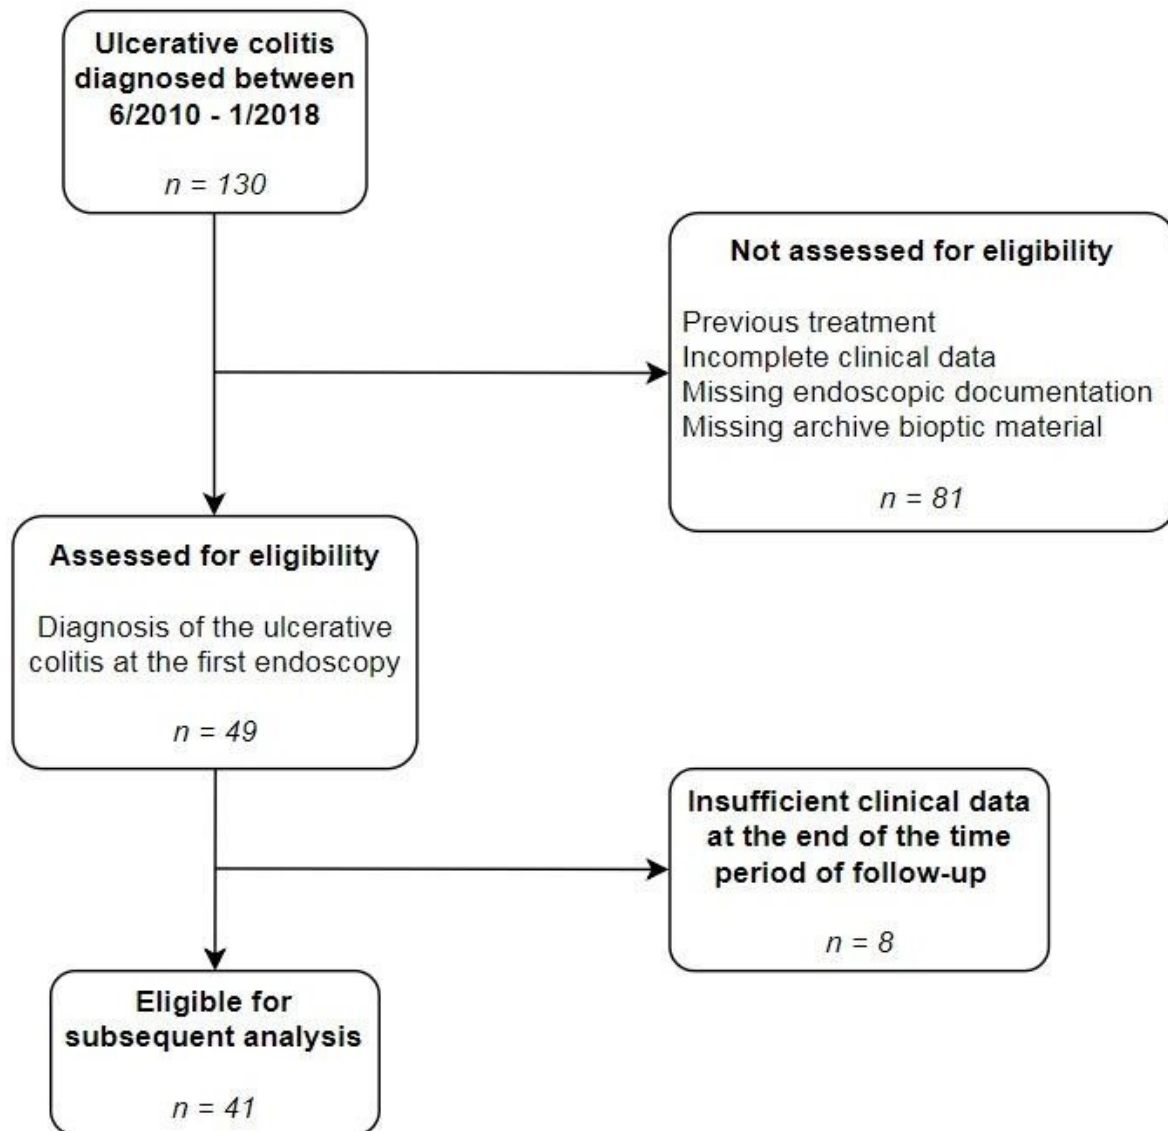 Ulcerative colitis
diagnosed between
6/2010 - 1/2018
n = 130
Not assessed for eligibility
Previous treatment
Incomplete clinical data
Missing endoscopic documentation
Missing archive bioptic material
n = 81
Assessed for eligibility
Diagnosis of the ulcerative
colitis at the first endoscopy
n = 49
Insufficient clinical data
at the end of the time
period of follow-up
n = 8
Eligible for
subsequent analysis
n = 41